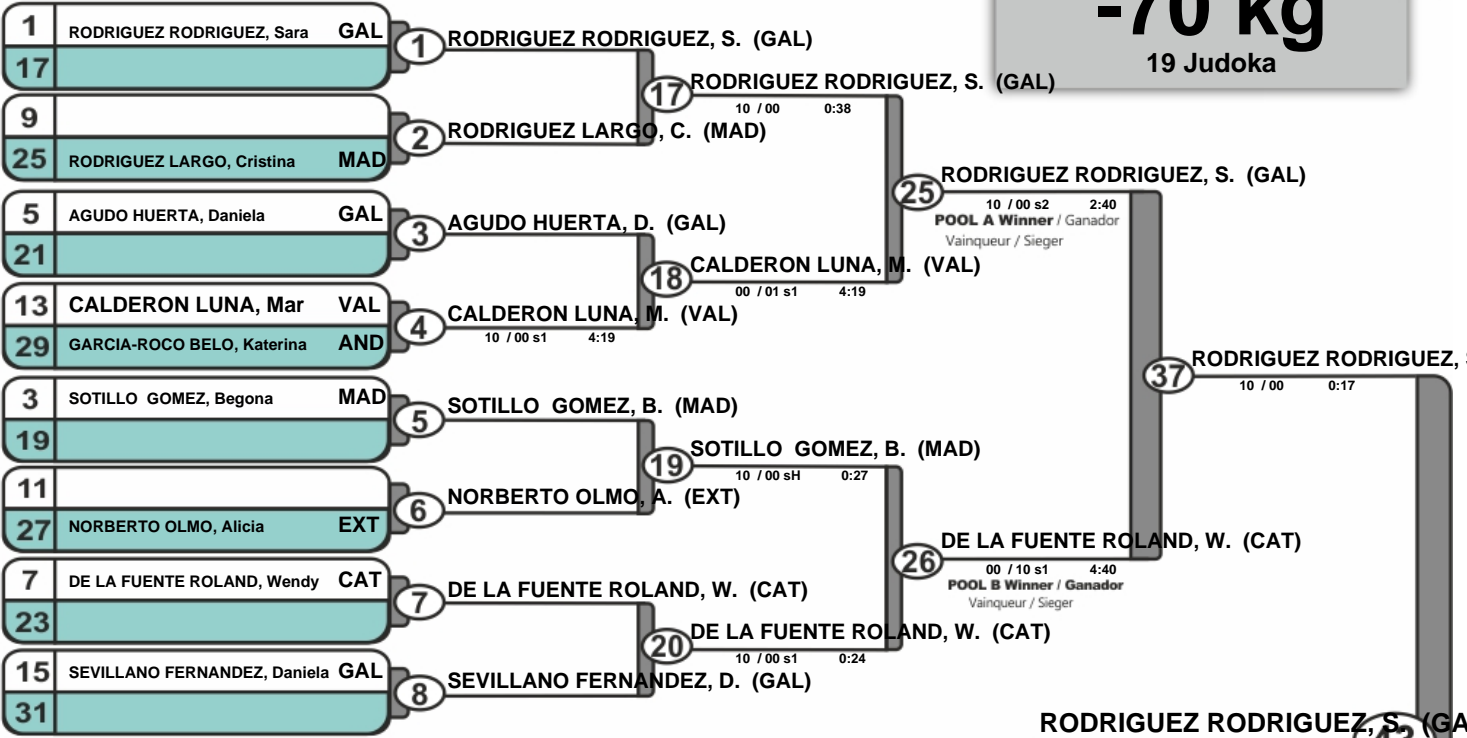 -70 kg
19 Judoka
1 RODRIGUEZ RODRIGUEZ, Sara GAL
17
9
25 RODRIGUEZ LARGO, Cristina MAD
5 AGUDO HUERTA, Daniela GAL
21
13 CALDERON LUNA, Mar VAL
29 GARCIA-ROCO BELO, Katerina AND
3 SOTILLO GOMEZ, Begona MAD
19
11
27 NORBERTO OLMO, Alicia EXT
7 DE LA FUENTE ROLAND, Wendy CAT
23
15 SEVILLANO FERNANDEZ, Daniela GAL
31
1 RODRIGUEZ RODRIGUEZ, S. (GAL)
2 RODRIGUEZ LARGO, C. (MAD)
3 AGUDO HUERTA, D. (GAL)
4 CALDERON LUNA, M. (VAL)
10 / 00 s1 4:19
5 SOTILLO GOMEZ, B. (MAD)
6 NORBERTO OLMO, A. (EXT)
7 DE LA FUENTE ROLAND, W. (CAT)
8 SEVILLANO FERNANDEZ, D. (GAL)
17 RODRIGUEZ RODRIGUEZ, S. (GAL)
10 / 00 0:38
18 CALDERON LUNA, M. (VAL)
00 / 01 s1 4:19
19 SOTILLO GOMEZ, B. (MAD)
10 / 00 sH 0:27
20 DE LA FUENTE ROLAND, W. (CAT)
10 / 00 s1 0:24
25 RODRIGUEZ RODRIGUEZ, S. (GAL)
10 / 00 s2 2:40
POOL A Winner / Ganador
Vainqueur / Sieger
26 DE LA FUENTE ROLAND, W. (CAT)
00 / 10 s1 4:40
POOL B Winner / Ganador
Vainqueur / Sieger
37 RODRIGUEZ RODRIGUEZ,
10 / 00 0:17
RODRIGUEZ RODRIGUEZ, S. (GA